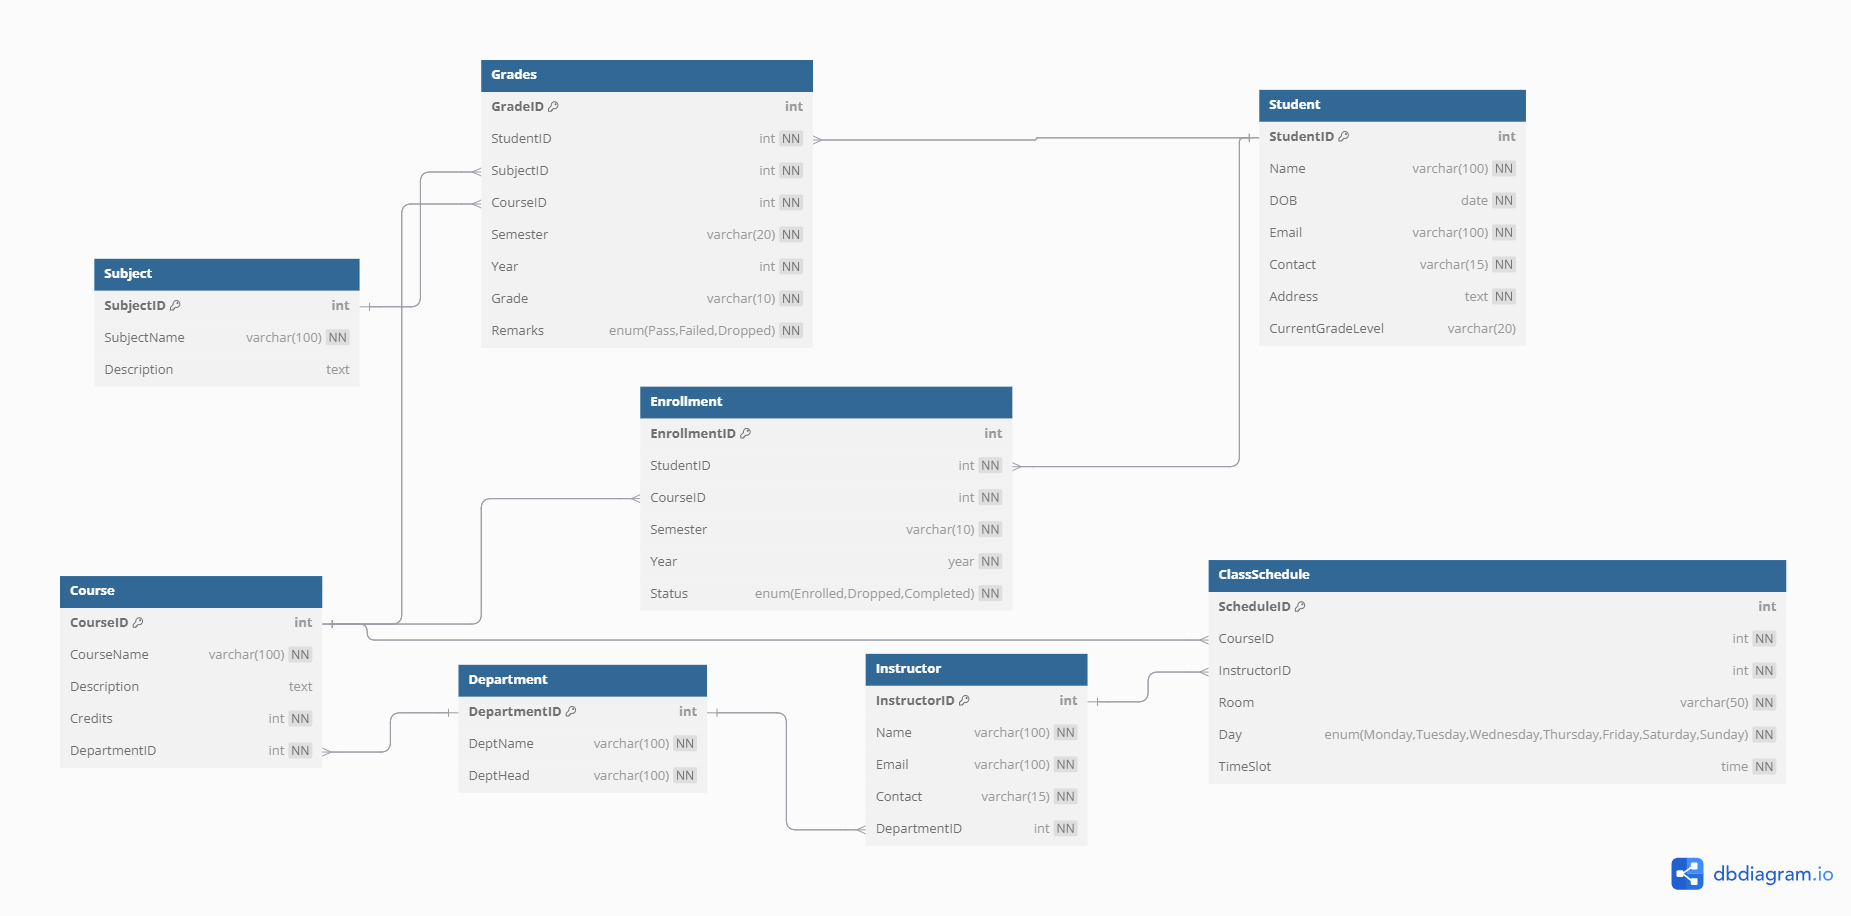 Grades
GradeID int
StudentID int NN
SubjectID int NN
CourseID int NN
Semester varchar(20) NN
Year int NN
Grade varchar(10) NN
Remarks enum(Pass,Failed,Dropped) NN
Student
StudentID int
Name varchar(100) NN
DOB date NN
Email varchar(100) NN
Contact varchar(15) NN
Address text NN
CurrentGradeLevel varchar(20)
Subject
SubjectID int
SubjectName varchar(100) NN
Description text
Enrollment
EnrollmentID int
StudentID int NN
CourseID int NN
Semester varchar(10) NN
Year year NN
Status enum(Enrolled,Dropped,Completed) NN
Course
CourseID int
CourseName varchar(100) NN
Description text
Credits int NN
DepartmentID int NN
Department
DepartmentID int
DeptName varchar(100) NN
DeptHead varchar(100) NN
Instructor
InstructorID int
Name varchar(100) NN
Email varchar(100) NN
Contact varchar(15) NN
DepartmentID int NN
ClassSchedule
ScheduleID int
CourseID int NN
InstructorID int NN
Room varchar(50) NN
Day enum(Monday,Tuesday,Wednesday,Thursday,Friday,Saturday,Sunday) NN
TimeSlot time NN
dbdiagram.io